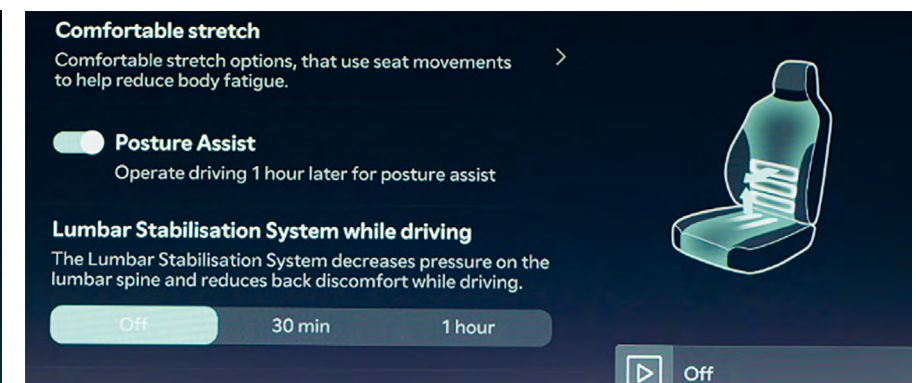 Comfortable stretch
Comfortable stretch options, that use seat movements
to help reduce body fatigue.
Posture Assist
Operate driving 1 hour later for posture assist
Lumbar Stabilisation System while driving
The Lumbar Stabilisation System decreases pressure on the
lumbar spine and reduces back discomfort while driving.
Off 30 min 1 hour
Off